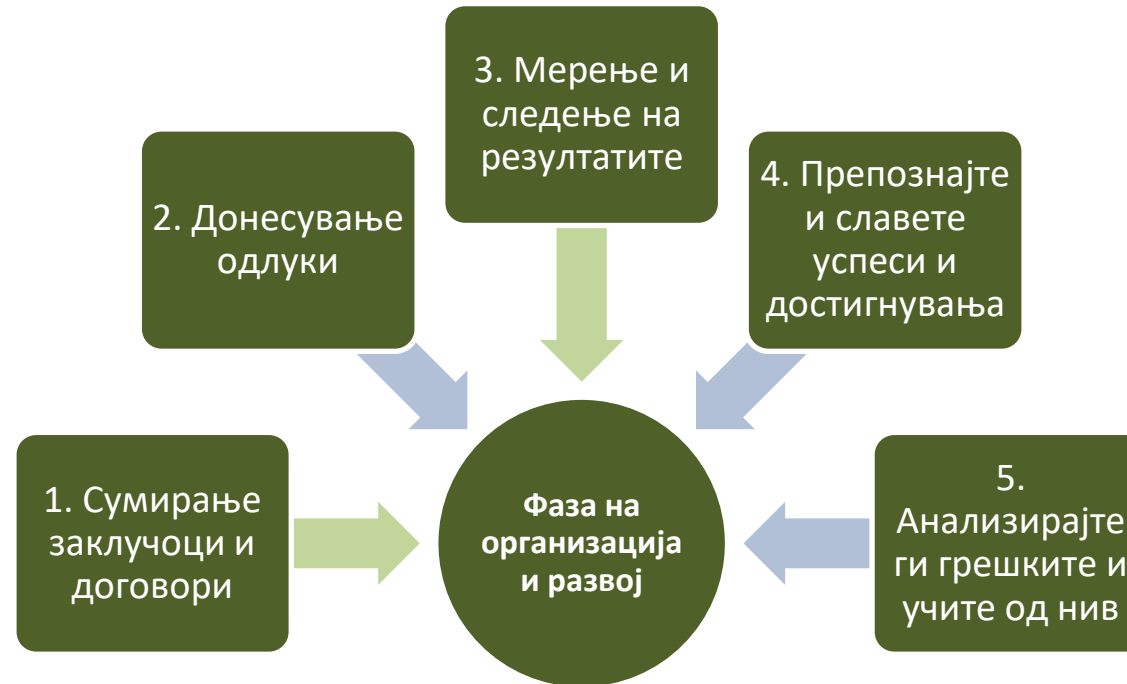 3. Мерење и
следење на
резултатите
2. Донесување
одлуки
4. Препознајте
и славете
успеси и
достигнувања
1. Сумирање
заклучоци и
договори
Фаза на
организација
и развој
5.
Анализирајте
ги грешките и
учите од нив